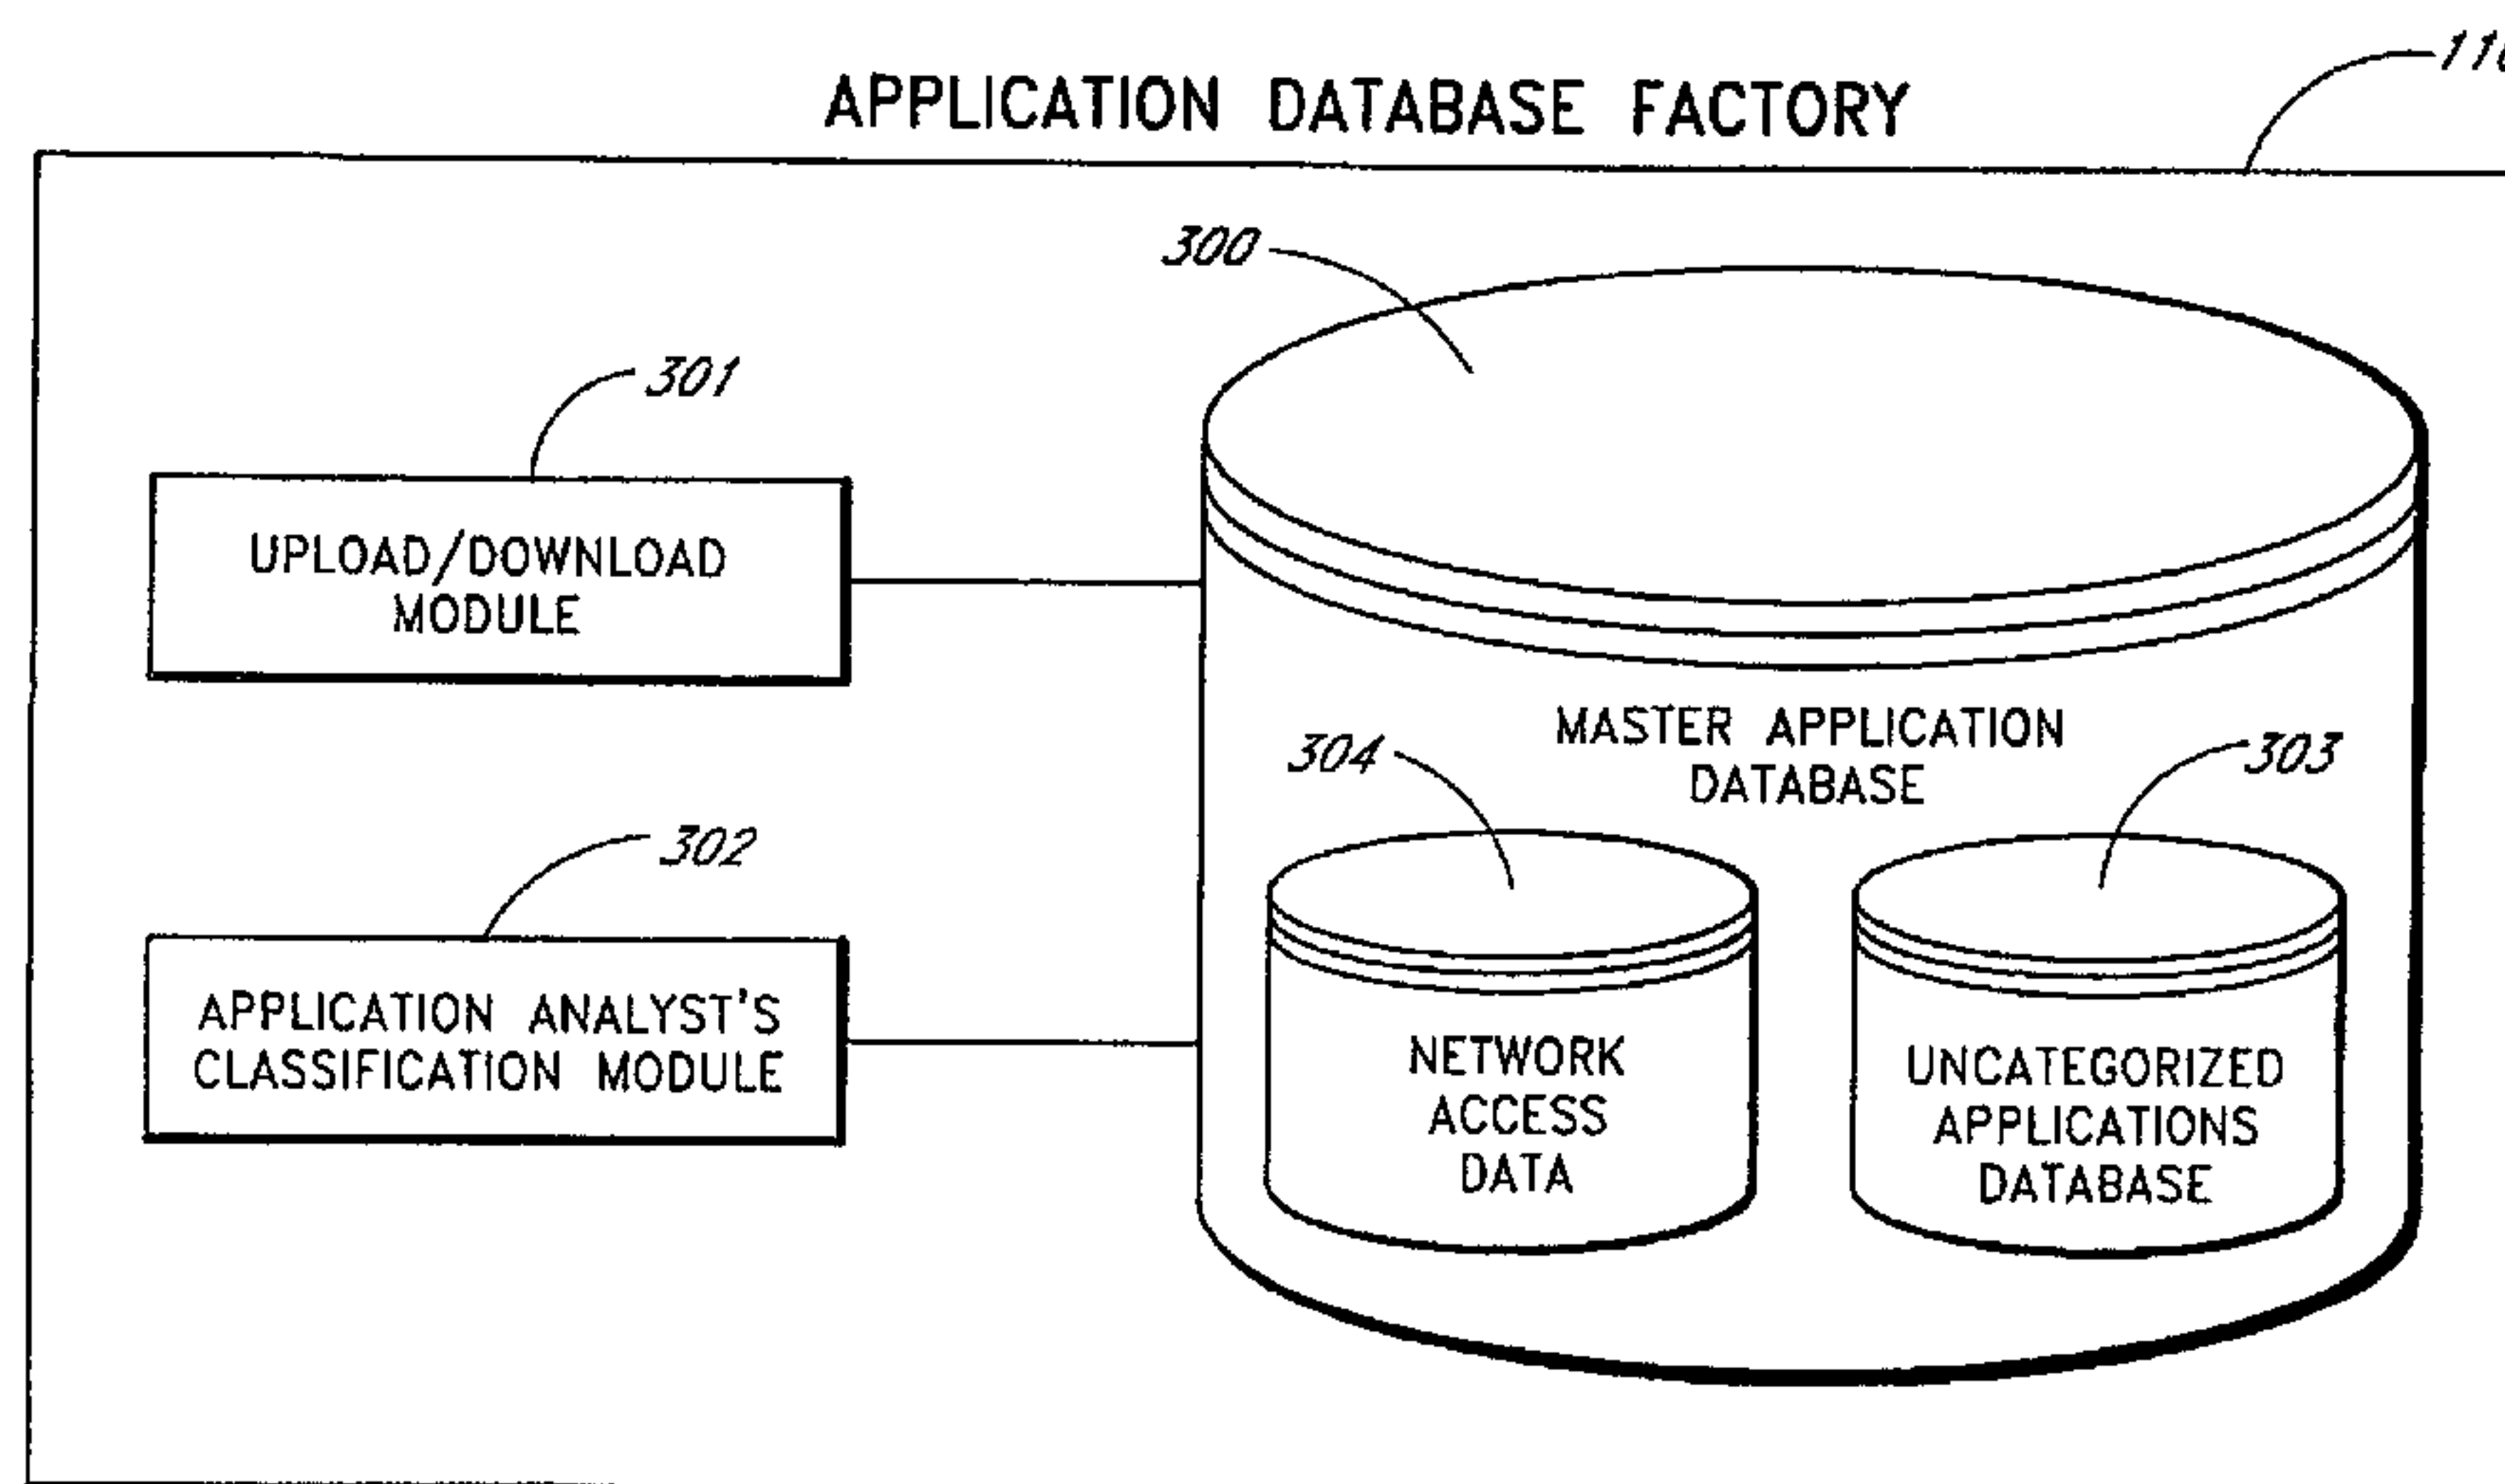 APPLICATION DATABASE FACTORY
300
301
UPLOAD/DOWNLOAD
MODULE
MASTER APPLICATION
DATABASE
304
303
302
APPLICATION ANALYST'S
CLASSIFICATION MODULE
NETWORK
ACCESS
DATA
UNCATEGORIZED
APPLICATIONS
DATABASE